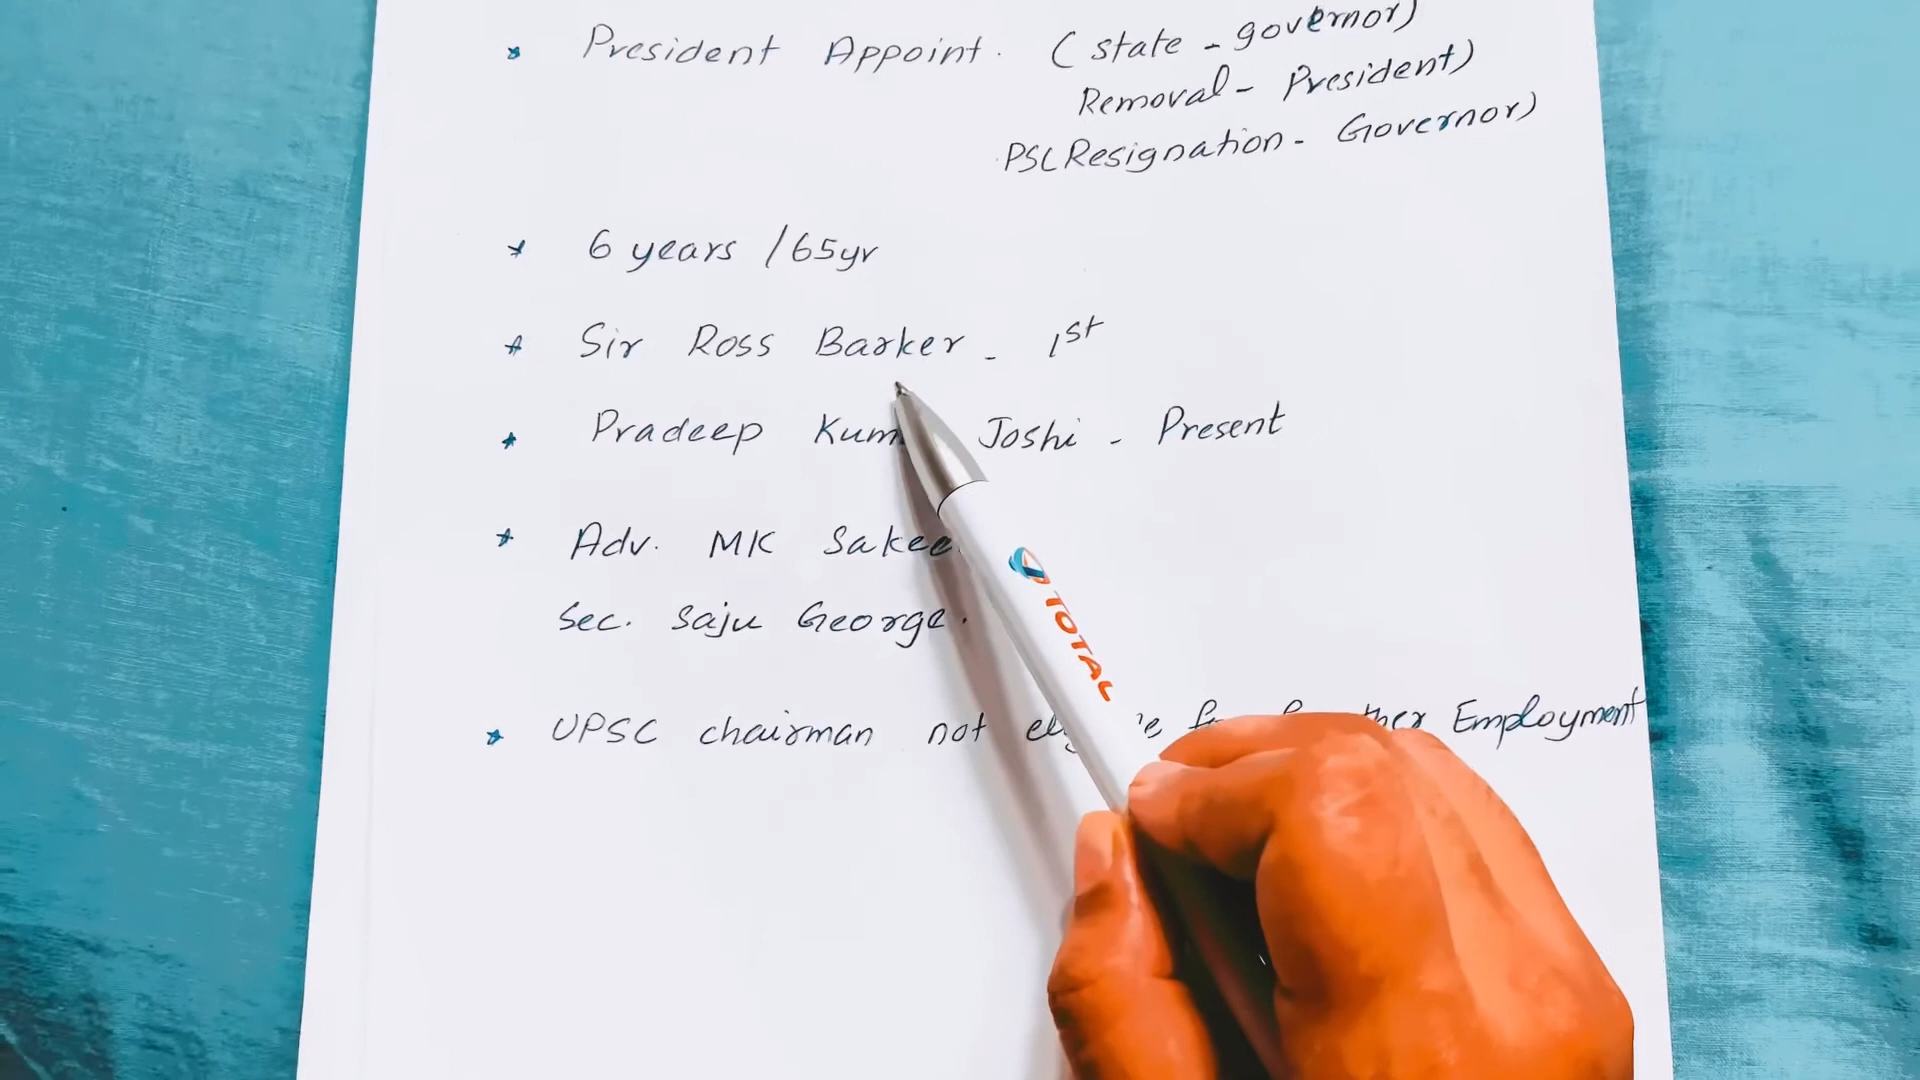 * President Appoint. (state - governor)
Removal - President)
PSC Resignation - Governor)
* 6 years /65yr
* Sir Ross Barker - 1st
* Pradeep Joshi - Present
* Adv. MK
Sec. Saju George.
* UPSC chairman not Employment
TOTAL